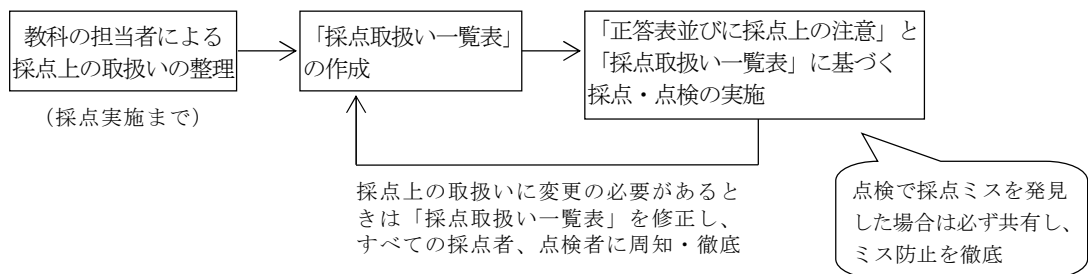 教科の担当者による
採点上の取扱いの整理
（採点実施まで）
「採点取扱い一覧表」
の作成
「正答表並びに採点上の注意」と
「採点取扱い一覧表」に基づく
採点・点検の実施
採点上の取扱いに変更の必要があると
きは「採点取扱い一覧表」を修正し、
すべての採点者、点検者に周知・徹底
点検で採点ミスを発見
した場合は必ず共有し、
ミス防止を徹底